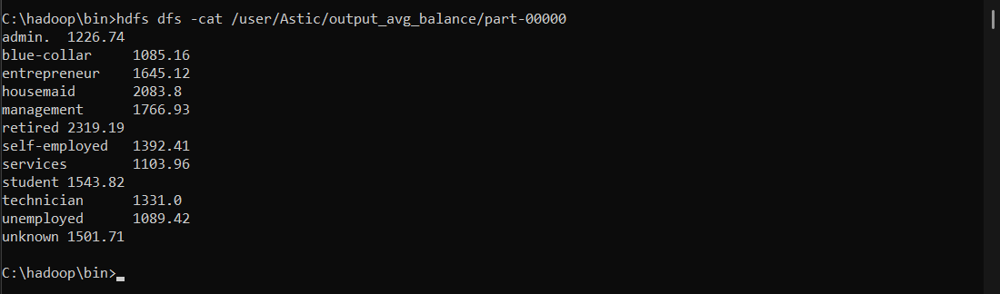 C:\hadoop\bin>hdfs dfs -cat /user/Astic/output_avg_balance/part-00000
admin.  1226.74
blue-collar     1085.16
entrepreneur    1645.12
housemaid       2083.8
management      1766.93
retired 2319.19
self-employed   1392.41
services        1103.96
student 1543.82
technician      1331.0
unemployed      1089.42
unknown 1501.71
C:\hadoop\bin>